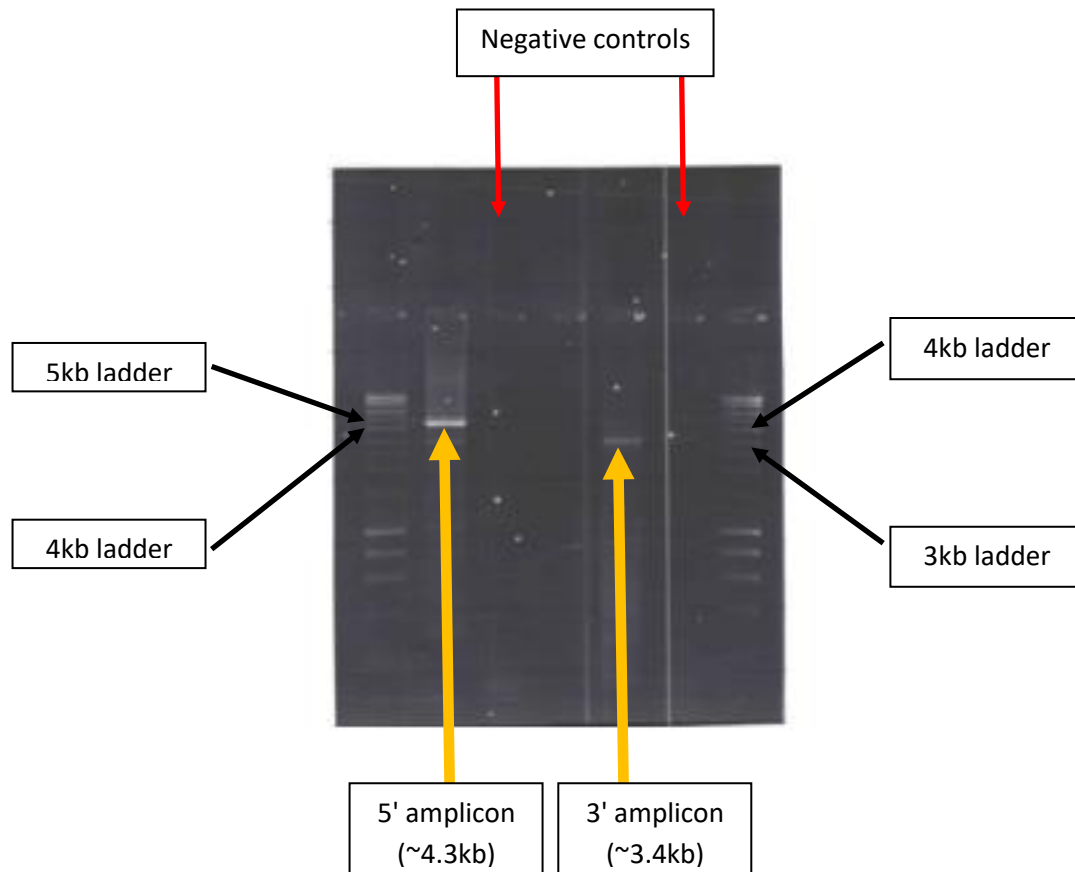 Negative controls
5kb ladder
4kb ladder
4kb ladder
3kb ladder
5' amplicon
(~4.3kb)
3' amplicon
(~3.4kb)